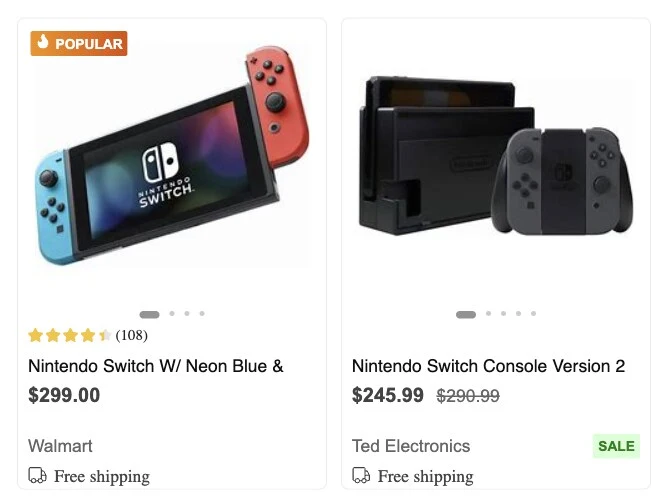 POPULAR
NINTENDO
SWITCH
(108)
Nintendo Switch W/ Neon Blue &
$299.00
Walmart
Free shipping
Nintendo Switch Console Version 2
$245.99 $290.99
Ted Electronics
SALE
Free shipping